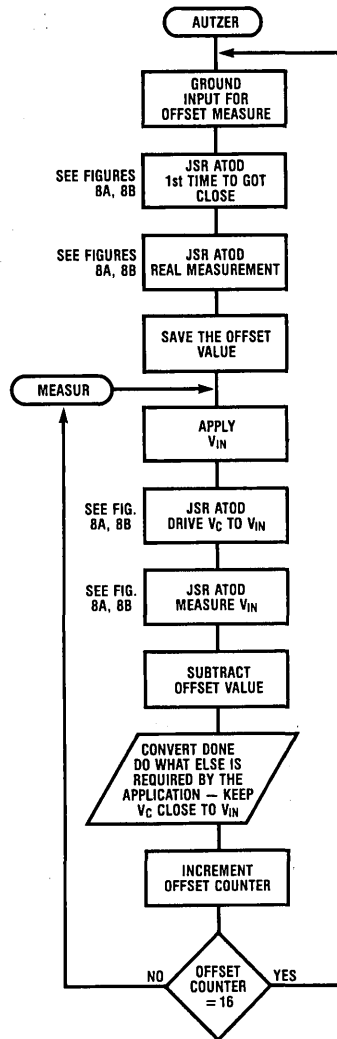 AUTZER
GROUND
INPUT FOR
OFFSET MEASURE
SEE FIGURES
8A, 8B
JSR ATOD
1st TIME TO GOT
CLOSE
SEE FIGURES
8A, 8B
JSR ATOD
REAL MEASUREMENT
SAVE THE OFFSET
VALUE
MEASUR
APPLY
VIN
SEE FIG.
8A, 8B
JSR ATOD
DRIVE VC TO VIN
SEE FIG.
8A, 8B
JSR ATOD
MEASURE VIN
SUBTRACT
OFFSET VALUE
CONVERT DONE
DO WHAT ELSE IS
REQUIRED BY THE
APPLICATION — KEEP
VC CLOSE TO VIN
INCREMENT
OFFSET COUNTER
NO
YES
OFFSET
COUNTER
= 16